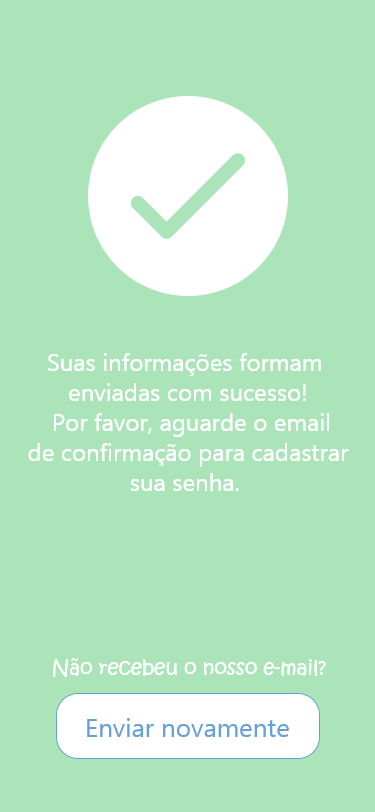 Suas informações formam
enviadas com sucesso!
Por favor, aguarde o email
de confirmação para cadastrar
sua senha.
Não recebeu o nosso e-mail?
Enviar novamente